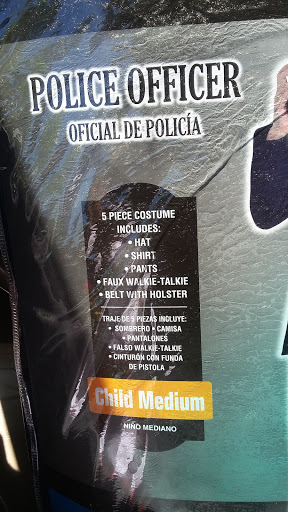 POLICE OFFICER
OFICIAL DE POLICÍA
5 PIECE COSTUME
INCLUDES:
• HAT
• SHIRT
• PANTS
• FAUX WALKIE-TALKIE
• BELT WITH HOLSTER
TRAJE DE 5 PIEZAS INCLUYE:
• SOMBRERO • CAMISA
• PANTALONES
• FALSO WALKIE-TALKIE
• CINTURÓN CON FUNDA
DE PISTOLA
Child Medium
NIÑO MEDIANO